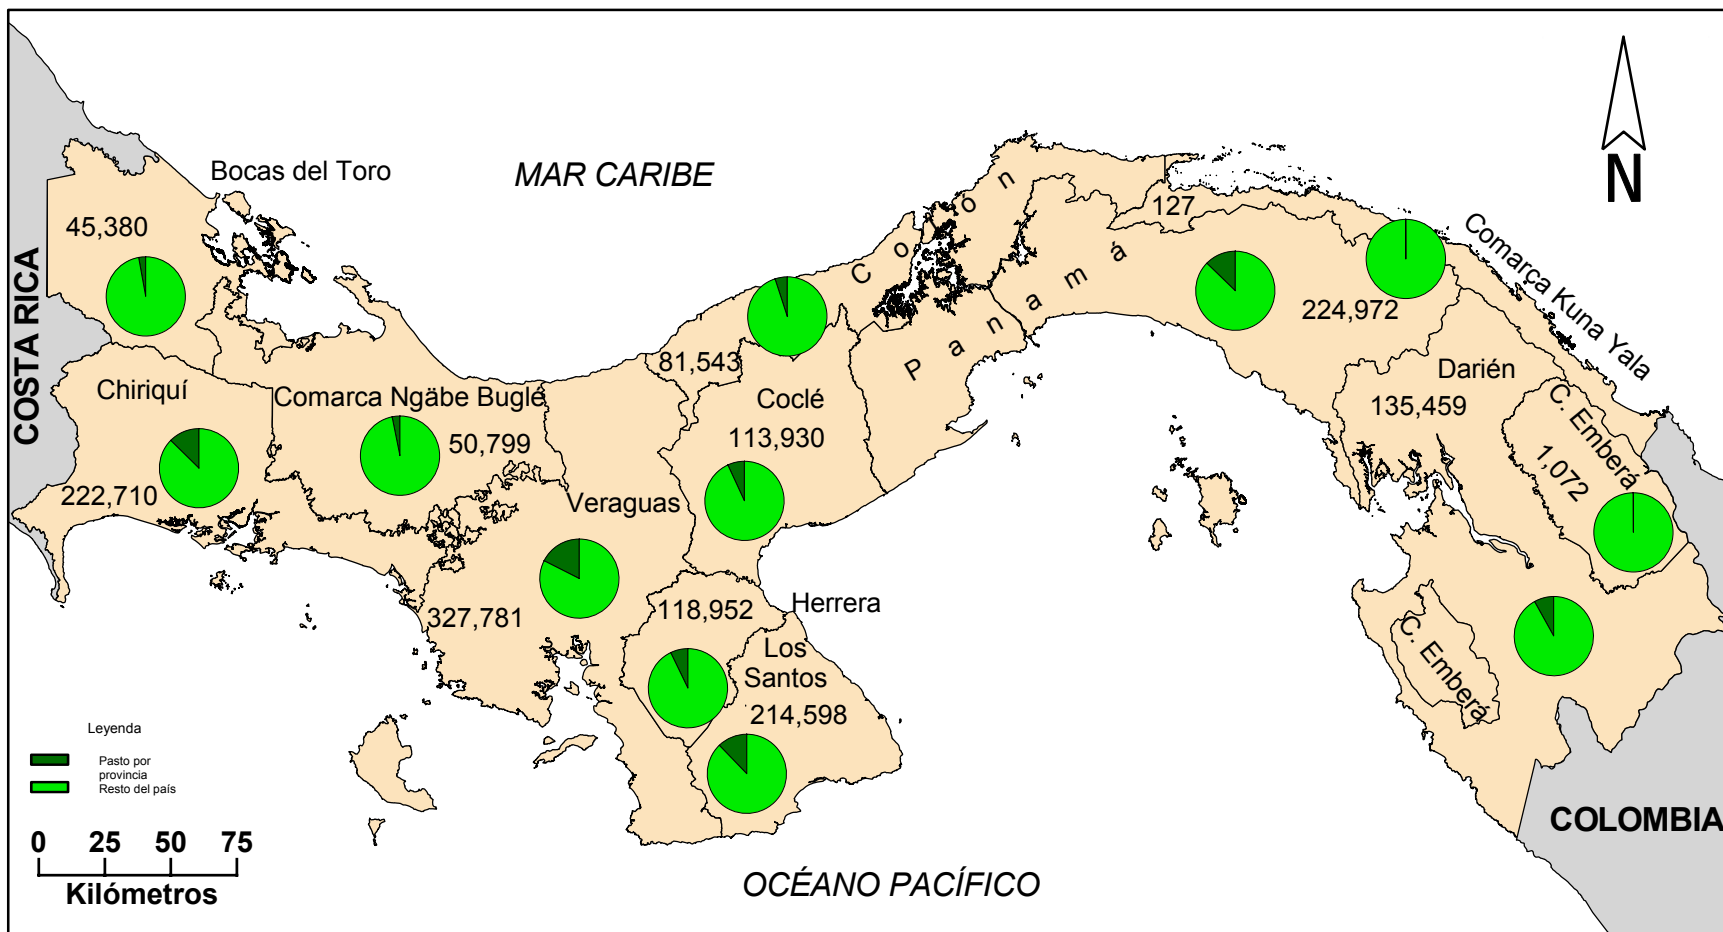 Bocas del Toro
MAR CARIBE
N
45,380
127
Colón
Panamá
Comarça Kuna Yala
COSTA RICA
224,972
81,543
Chiriquí
Comarca Ngäbe Buglé
Coclé
Darién
135,459
50,799
113,930
C. Emberá
1,072
222,710
Veraguas
327,781
118,952
Herrera
Los
Santos
214,598
C. Emberá
Leyenda
Pasto por
provincia
Resto del país
0 25 50 75
Kilómetros
COLOMBIA
OCÉANO PACÍFICO